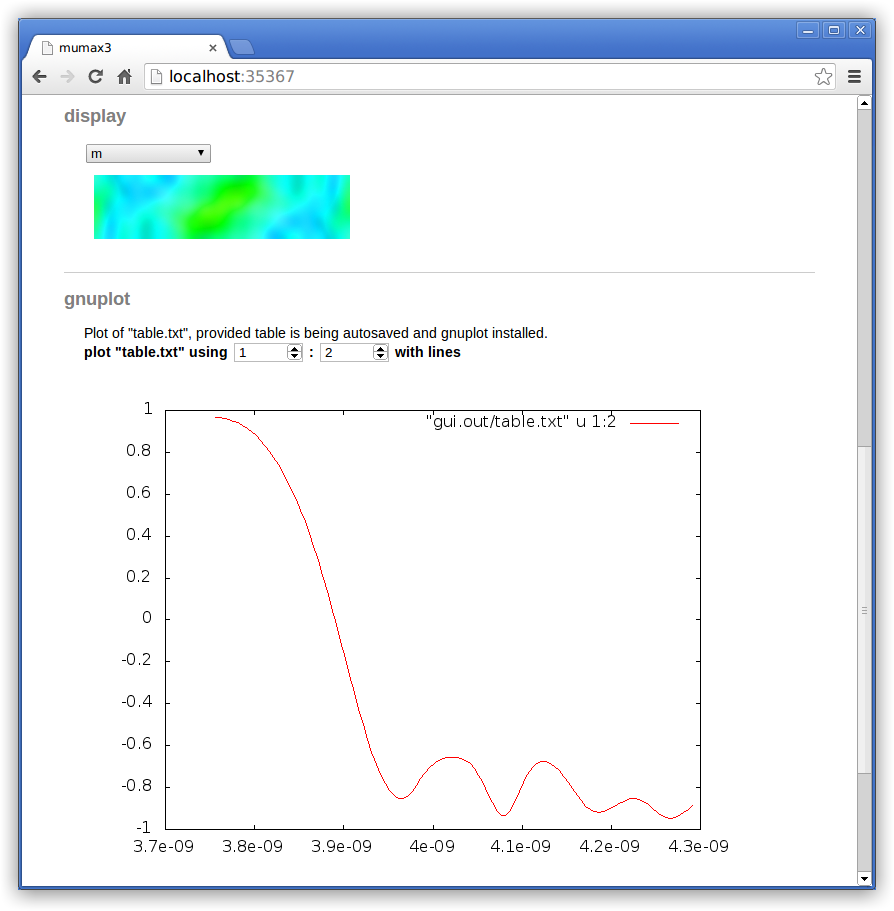 mumax3
localhost:35367
display
m
gnuplot
Plot of "table.txt", provided table is being autosaved and gnuplot installed.
plot "table.txt" using 1 : 2 with lines
"gui.out/table.txt" u 1:2
1
0.8
0.6
0.4
0.2
0
-0.2
-0.4
-0.6
-0.8
-1
3.7e-09 3.8e-09 3.9e-09 4e-09 4.1e-09 4.2e-09 4.3e-09